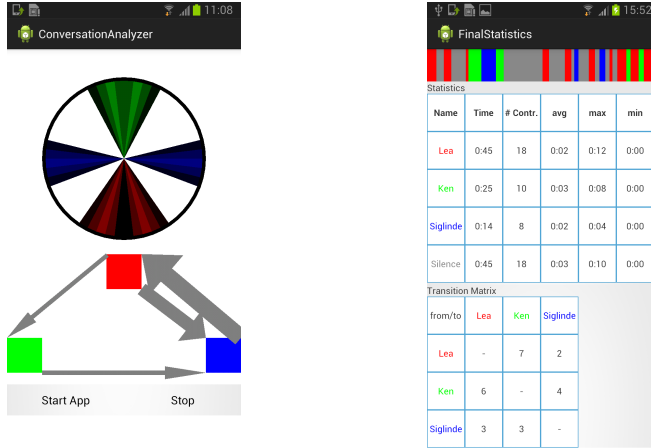 11:08
ConversationAnalyzer
Start App Stop
15:52
FinalStatistics
Statistics
Name Time # Contr. avg max min
Lea 0:45 18 0:02 0:12 0:00
Ken 0:25 10 0:03 0:08 0:00
Siglinde 0:14 8 0:02 0:04 0:00
Silence 0:45 18 0:03 0:10 0:00
Transition Matrix
from/to Lea Ken Siglinde
Lea - 7 2
Ken 6 - 4
Siglinde 3 3 -